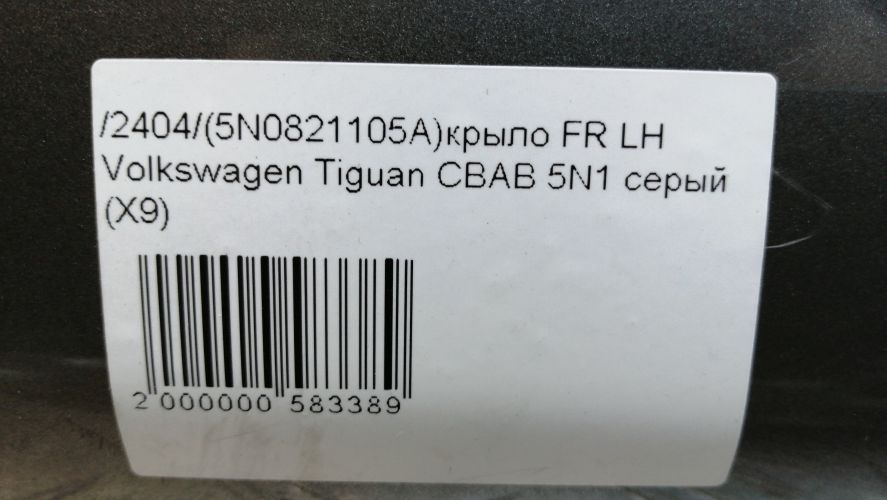 /2404/(5N0821105A)крыло FR LH
Volkswagen Tiguan CBAB 5N1 серый
(X9)
2 000000 583389